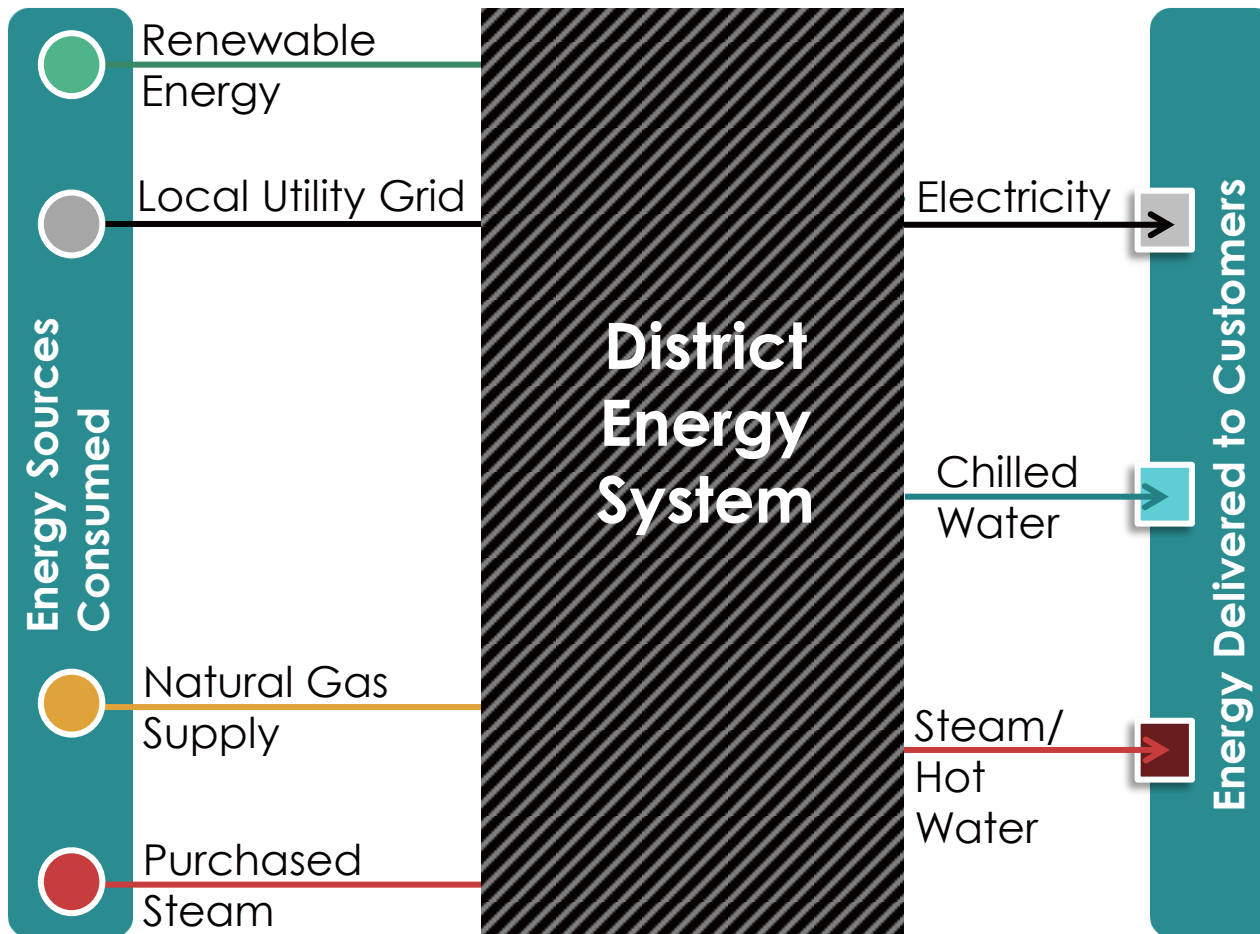 Energy Sources
Consumed
Renewable
Energy
Local Utility Grid
Natural Gas
Supply
Purchased
Steam
District
Energy
System
Electricity
Chilled
Water
Steam/
Hot
Water
Energy Delivered to Customers